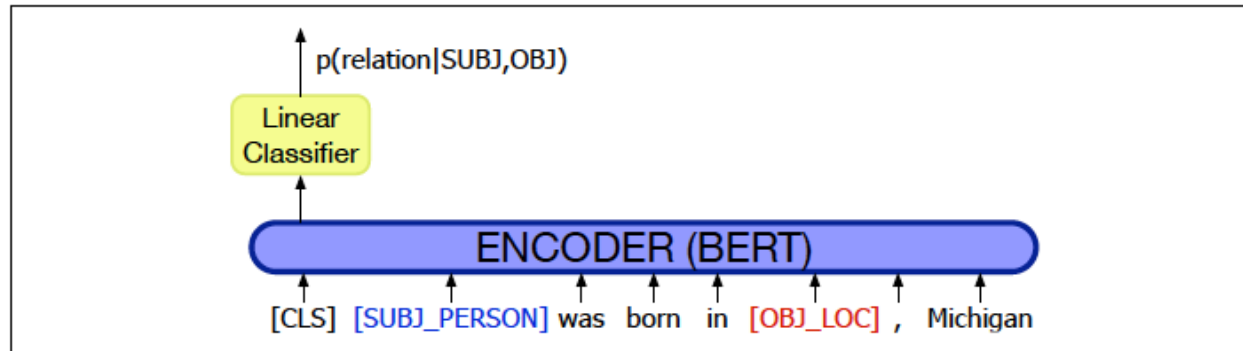 p(relation|SUBJ,OBJ)
Linear
Classifier
ENCODER (BERT)
[CLS] [SUBJ_PERSON] was born in [OBJ_LOC] , Michigan